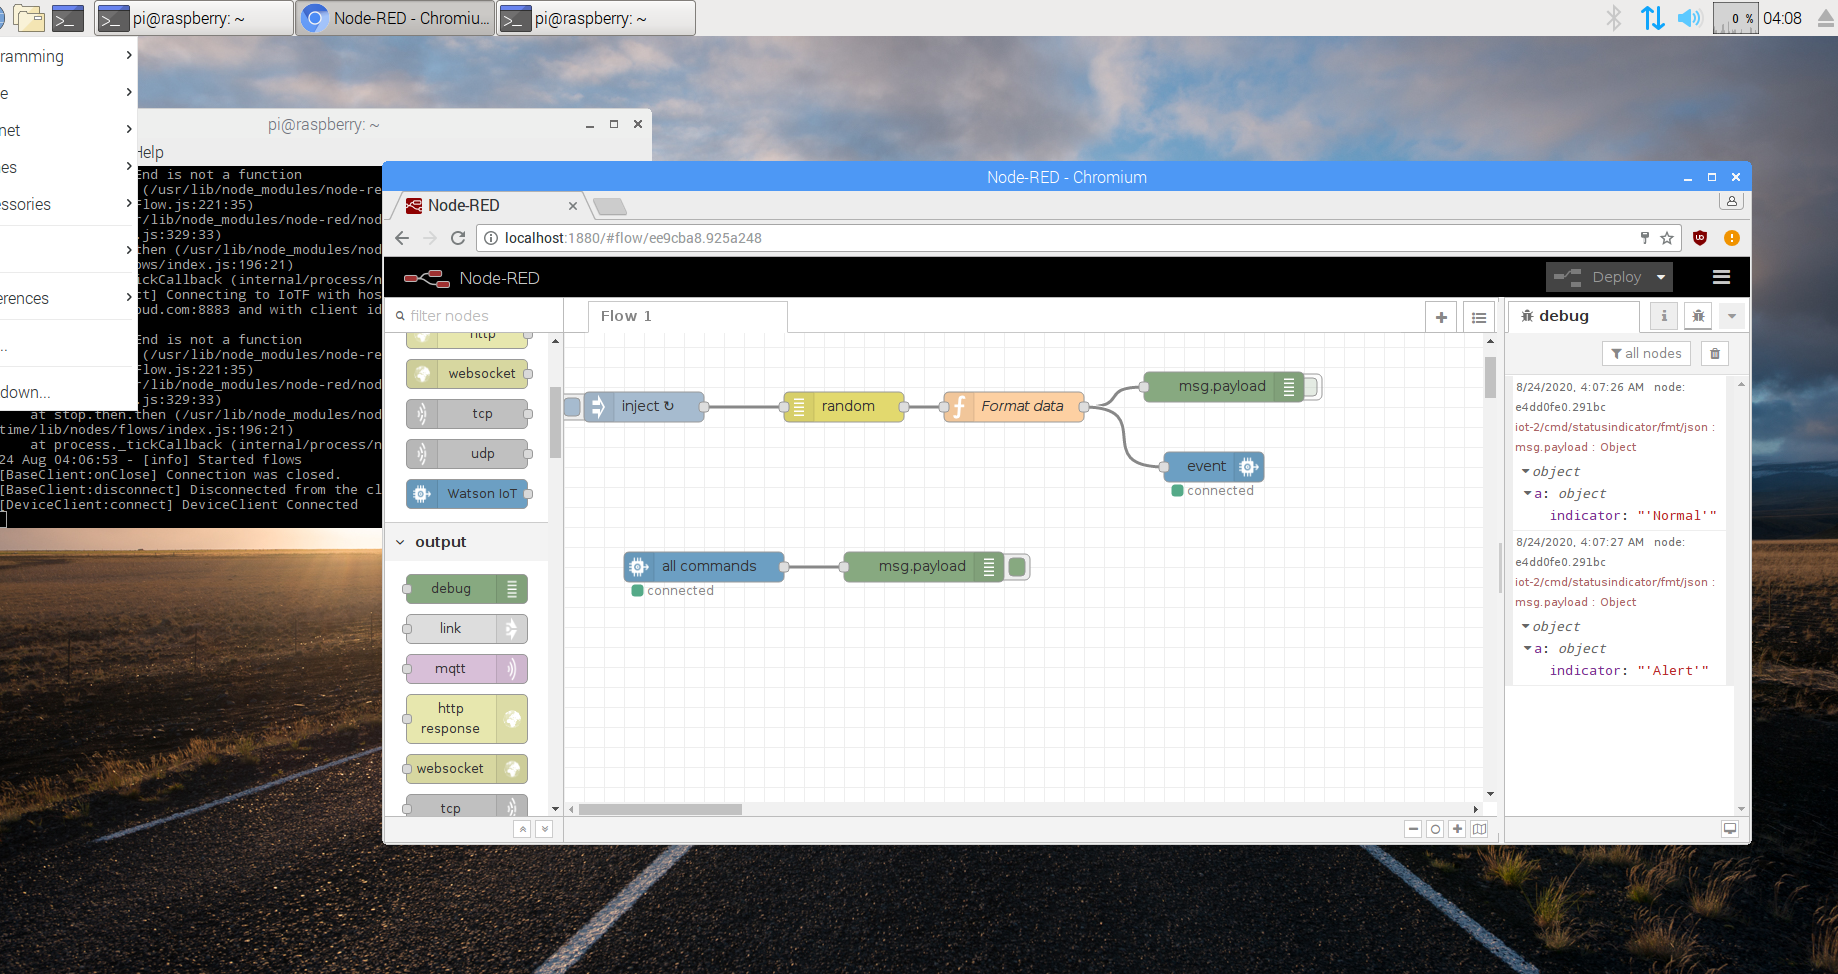 pi@raspberry: ~
Node-RED - Chromiu...
pi@raspberry: ~
0 %
04:08
ramming
e
net
es
essories
erences
...
down...
pi@raspberry: ~
Help
End is not a function
(/usr/lib/node_modules/node-re
Flow.js:221:35)
r/lib/node_modules/node-red/nod
.js:329:33)
then (/usr/lib/node_modules/nod
ows/index.js:196:21)
ickCallback (internal/process/n
ct] Connecting to IoTF with hos
oud.com:8883 and with client id
End is not a function
(/usr/lib/node_modules/node-re
Flow.js:221:35)
r/lib/node_modules/node-red/nod
.js:329:33)
at stop.then.then (/usr/lib/node_modules/nod
time/lib/nodes/flows/index.js:196:21)
at process._tickCallback (internal/process/n
24 Aug 04:06:53 - [info] Started flows
[BaseClient:onClose] Connection was closed.
[BaseClient:disconnect] Disconnected from the cl
[DeviceClient:connect] DeviceClient Connected
Node-RED - Chromium
Node-RED
localhost:1880/#flow/ee9cba8.925a248
Node-RED
Deploy
filter nodes
http
websocket
tcp
udp
Watson IoT
output
debug
link
mqtt
http
response
websocket
tcp
Flow 1
inject ↻
random
Format data
msg.payload
event
connected
all commands
connected
msg.payload
debug
i
all nodes
8/24/2020, 4:07:26 AM node:
e4dd0fe0.291bc
iot-2/cmd/statusindicator/fmt/json :
msg.payload : Object
object
a: object
indicator: "'Normal'"
8/24/2020, 4:07:27 AM node:
e4dd0fe0.291bc
iot-2/cmd/statusindicator/fmt/json :
msg.payload : Object
object
a: object
indicator: "'Alert'"